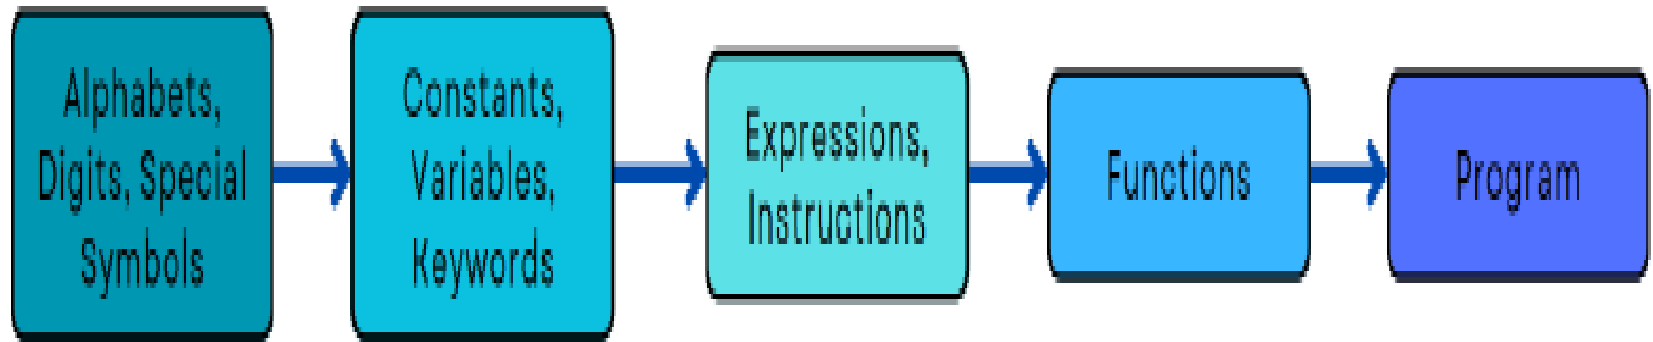 Alphabets,
Digits, Special
Symbols
Constants,
Variables,
Keywords
Expressions,
Instructions
Functions
Program